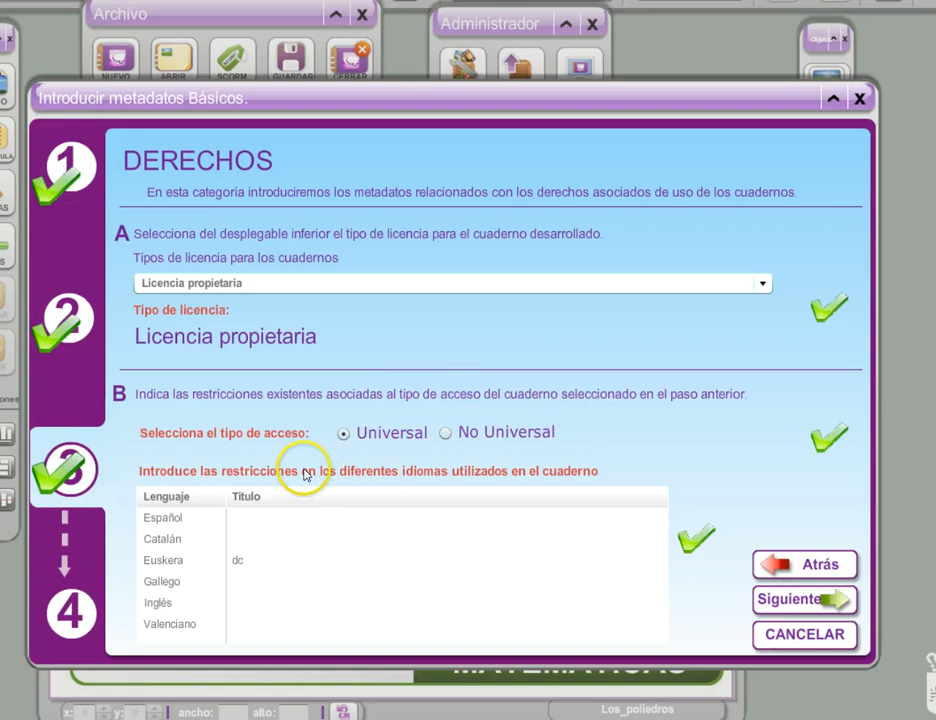 Archivo
Administrador
NUEVO ABRIR SCORM GUARDAR CERRAR
Introducir metadatos Básicos.
1
DERECHOS
En esta categoria introduciremos los metadatos relacionados con los derechos asociados de uso de los cuadernos.
A Selecciona del desplegable inferior el tipo de licencia para el cuaderno desarrollado.
Tipos de licencia para los cuadernos
Licencia propietaria
Tipo de licencia:
2
Licencia propietaria
B Indica las restricciones existentes asociadas al tipo de acceso del cuaderno seleccionado en el paso anterior.
Selecciona el tipo de acceso: Universal No Universal
3
Introduce las restricciones en los diferentes idiomas utilizados en el cuaderno
Lenguaje Titulo
Español
Catalán
Euskera dc
Atrás
Gallego
Siguiente
Inglés
4
Valenciano
CANCELAR
MATEMÁTICAS
x: y: ancho: alto: Los_poliedros